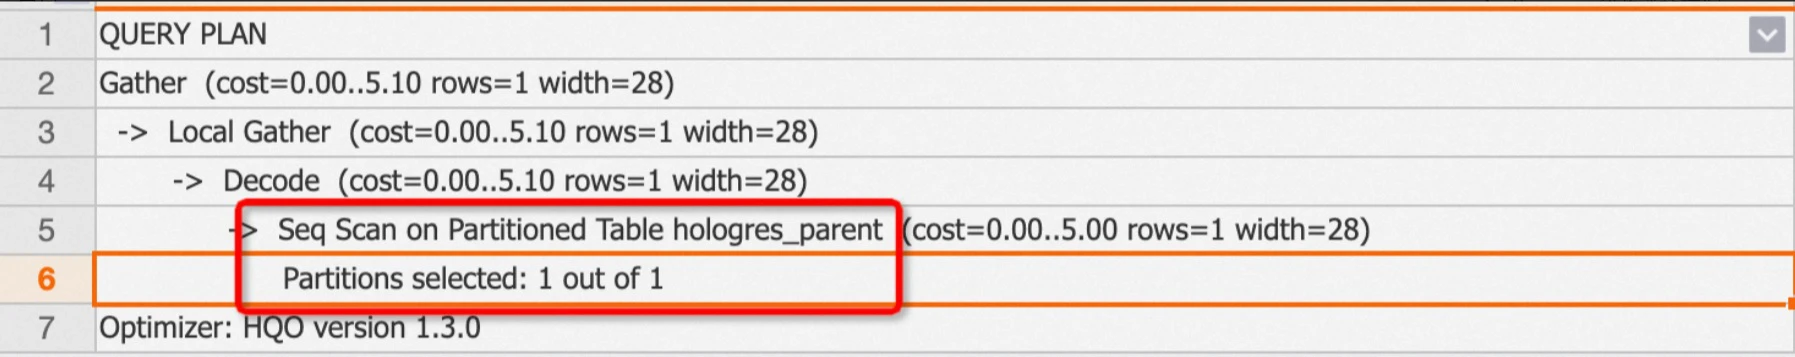 1 QUERY PLAN
2 Gather (cost=0.00..5.10 rows=1 width=28)
3 -> Local Gather (cost=0.00..5.10 rows=1 width=28)
4 -> Decode (cost=0.00..5.10 rows=1 width=28)
5 -> Seq Scan on Partitioned Table hologres_parent (cost=0.00..5.00 rows=1 width=28)
6 Partitions selected: 1 out of 1
7 Optimizer: HQO version 1.3.0